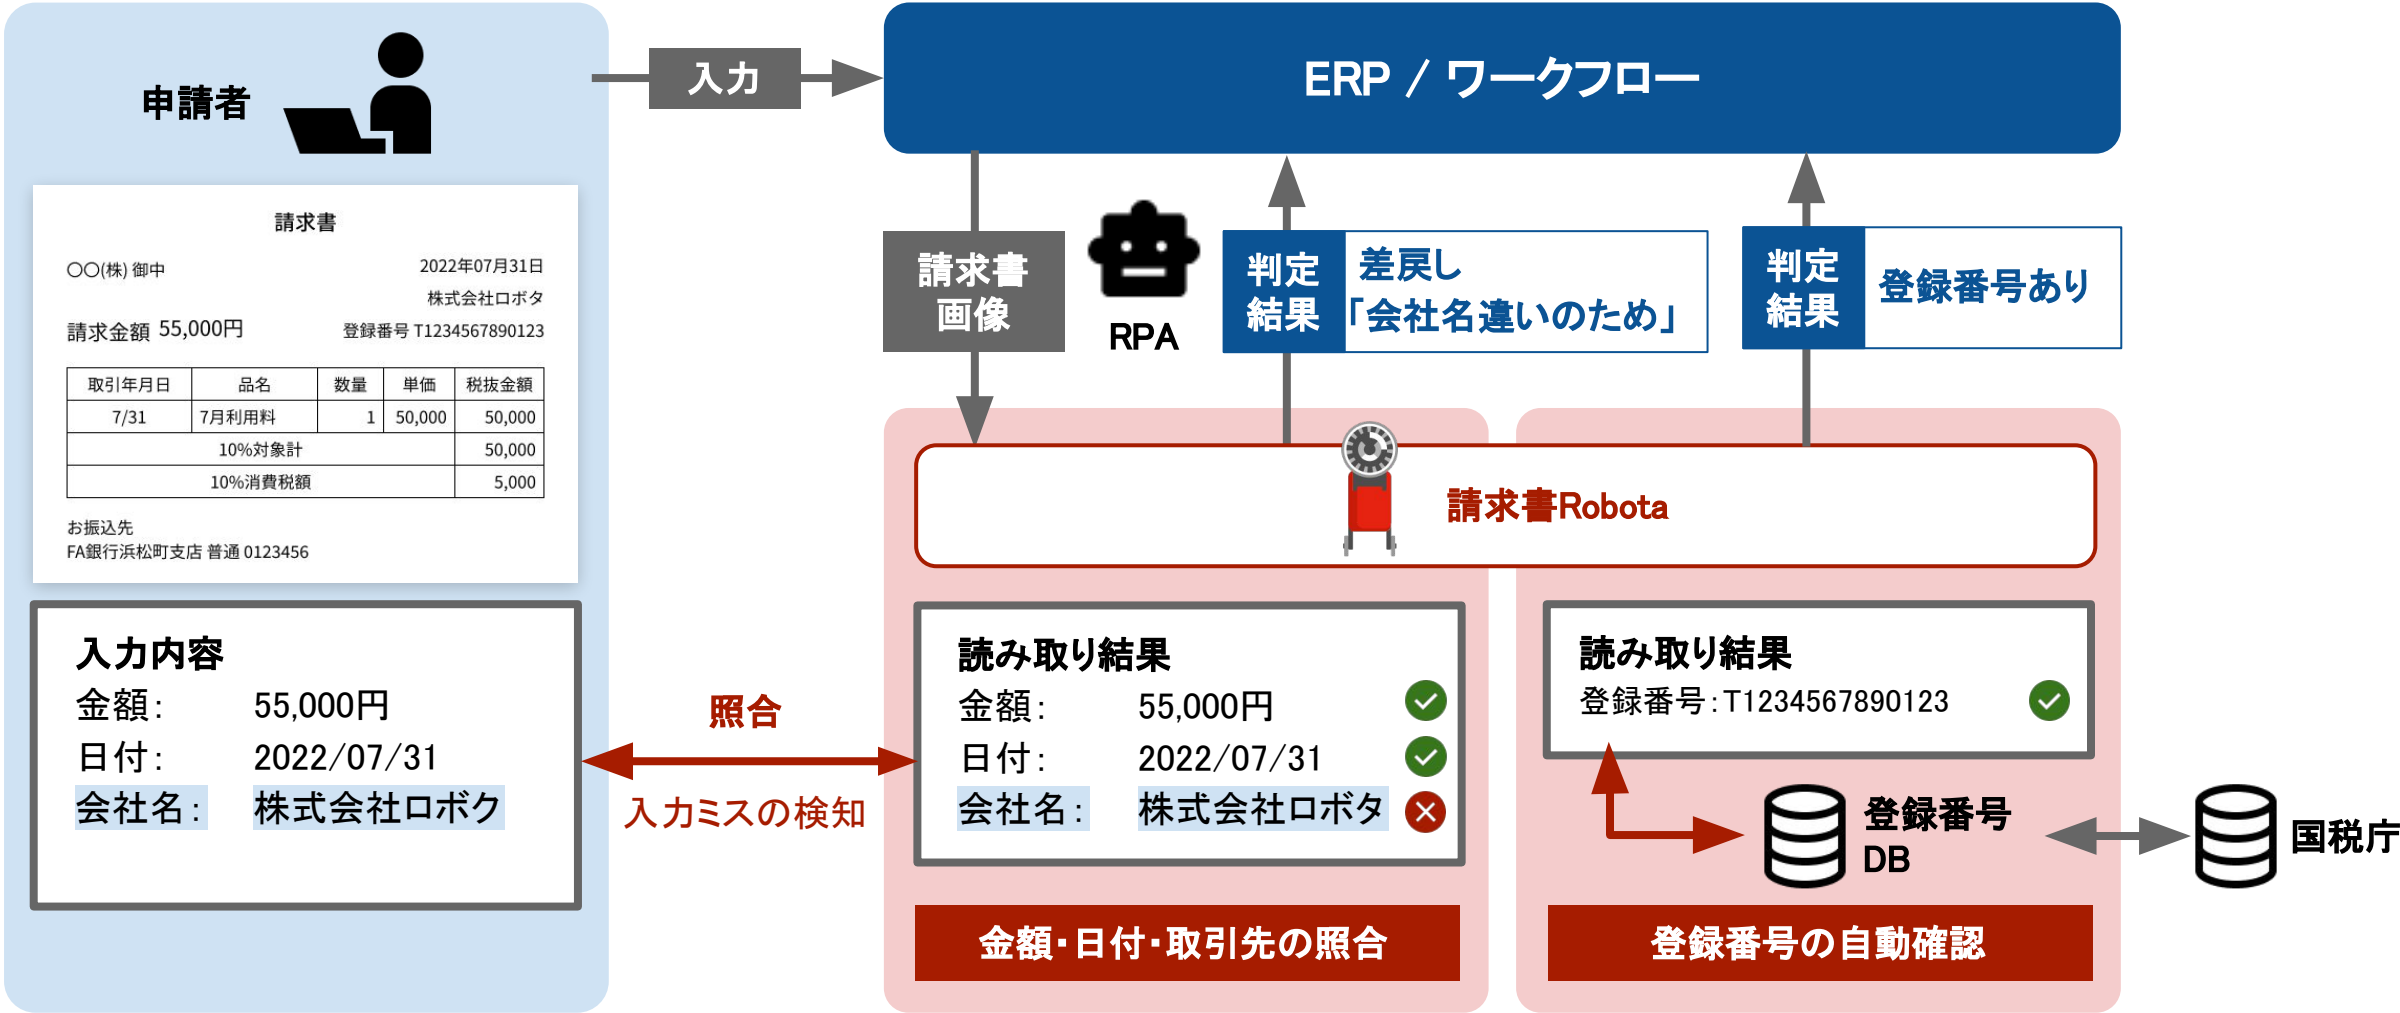 申請者
請求書
〇〇(株) 御中
2022年07月31日
株式会社ロボタ
請求金額 55,000円
登録番号 T1234567890123
取引年月日 品名 数量 単価 税抜金額
7/31 7月利用料 1 50,000 50,000
10%対象計 50,000
10%消費税額 5,000
お振込先
FA銀行浜松町支店 普通 0123456
入力内容
金額: 55,000円
日付: 2022/07/31
会社名: 株式会社ロボク
入力
ERP / ワークフロー
請求書
画像
RPA
判定
結果
差戻し
「会社名違いのため」
判定
結果
登録番号あり
請求書Robota
照合
入力ミスの検知
読み取り結果
金額: 55,000円
日付: 2022/07/31
会社名: 株式会社ロボタ
金額・日付・取引先の照合
読み取り結果
登録番号:T1234567890123
登録番号
DB
国税庁
登録番号の自動確認